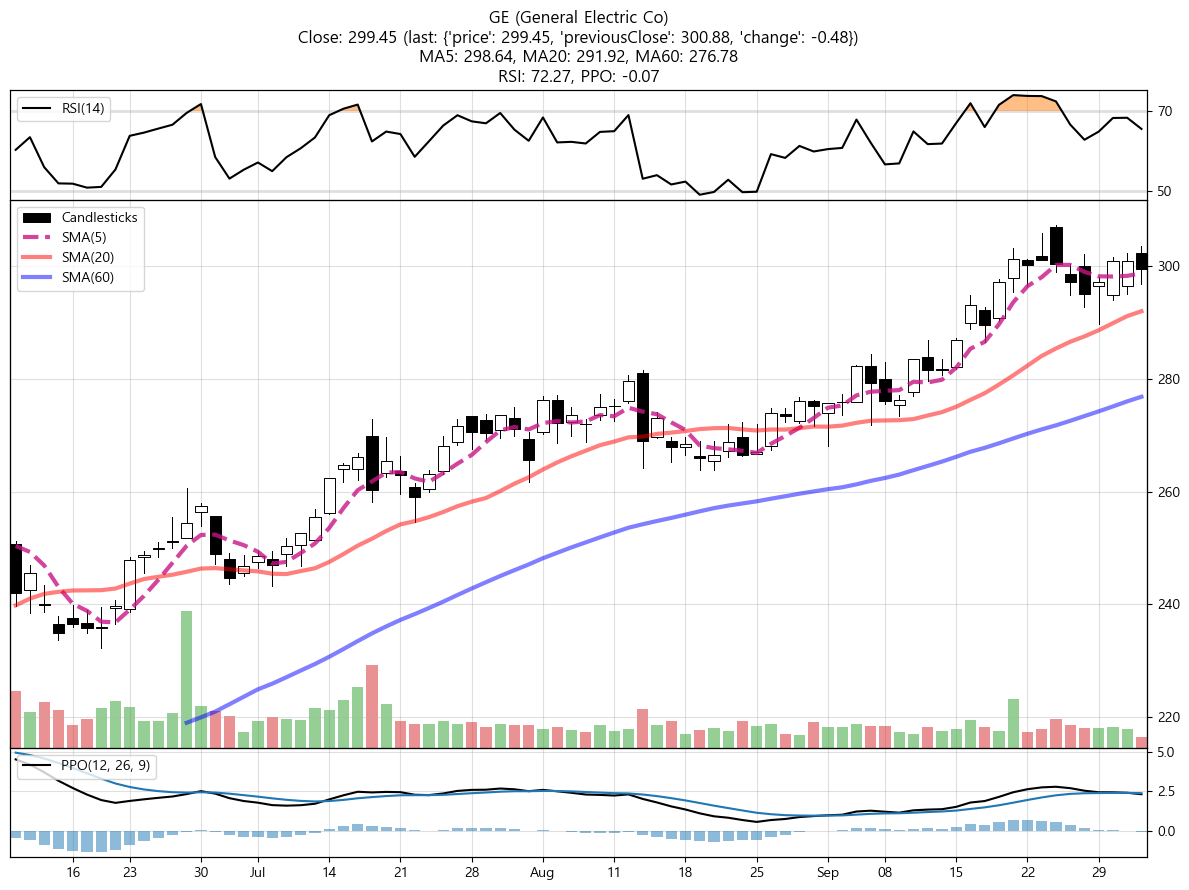 GE (General Electric Co)
Close: 299.45 (last: {'price': 299.45, 'previousClose': 300.88, 'change': -0.48})
MA5: 298.64, MA20: 291.92, MA60: 276.78
RSI: 72.27, PPO: -0.07
RSI(14)
70
50
Candlesticks
SMA(5)
SMA(20)
SMA(60)
300
280
260
240
220
PPO(12, 26, 9)
5.0
2.5
0.0
16 23 30 Jul 14 21 28 Aug 11 18 25 Sep 08 15 22 29